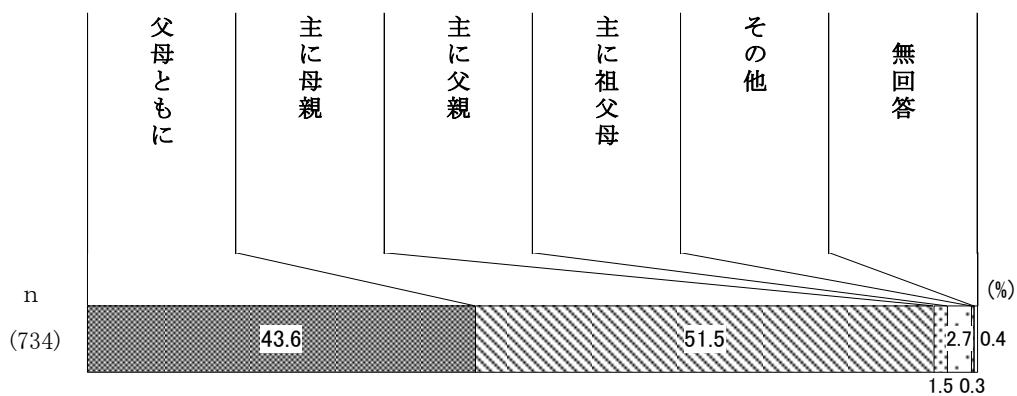 父母ともに
主に母親
主に父親
主に祖父母
その他
無回答
n
(%)
(734)
43.6
51.5
2.7
0.4
1.5
0.3